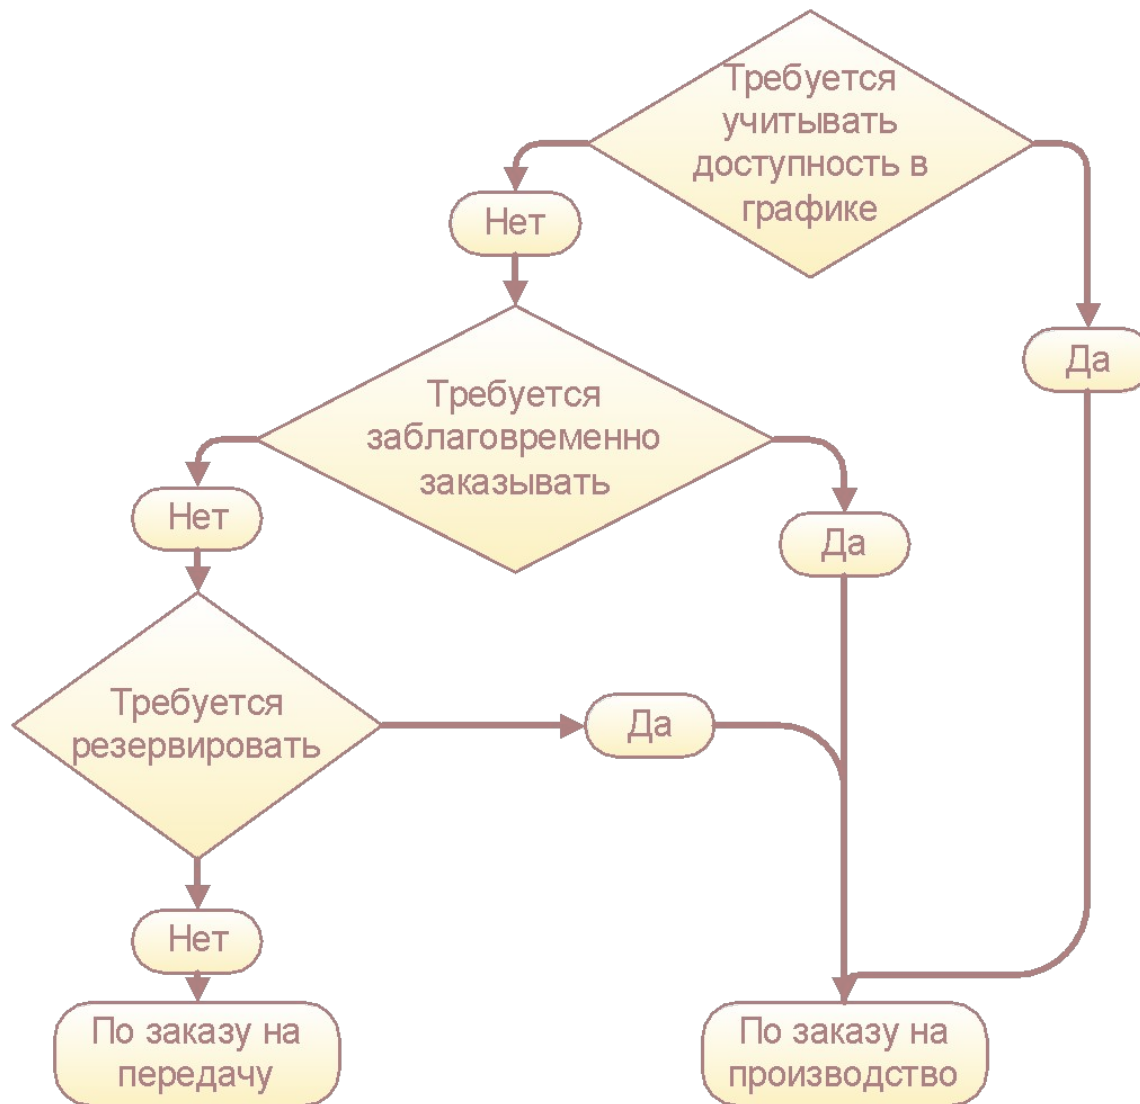 Требуется
учитывать
доступность в
графике
Нет
Да
Требуется
заблаговременно
заказывать
Нет
Да
Требуется
резервировать
Да
Нет
По заказу на
передачу
По заказу на
производство